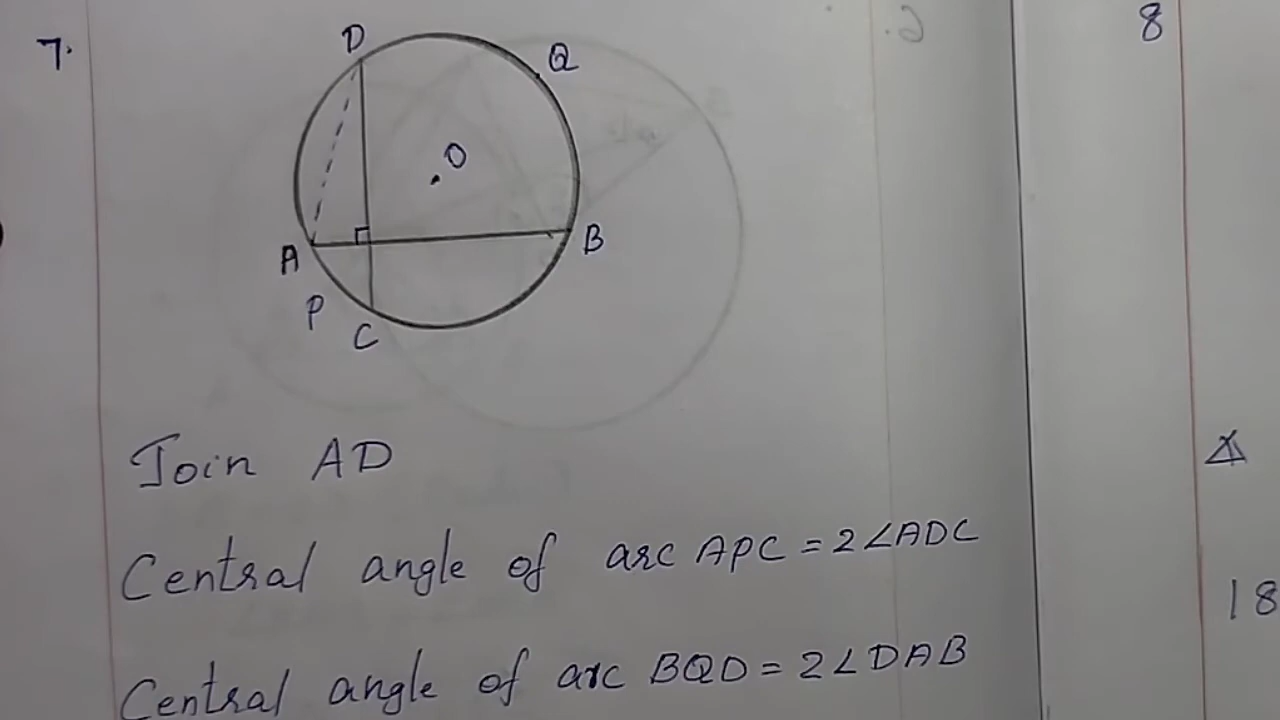 7.
D
Q
O
A
B
P
C
Join AD
Central angle of arc APC = 2∠ADC
Central angle of arc BQD = 2∠DAB
8
18